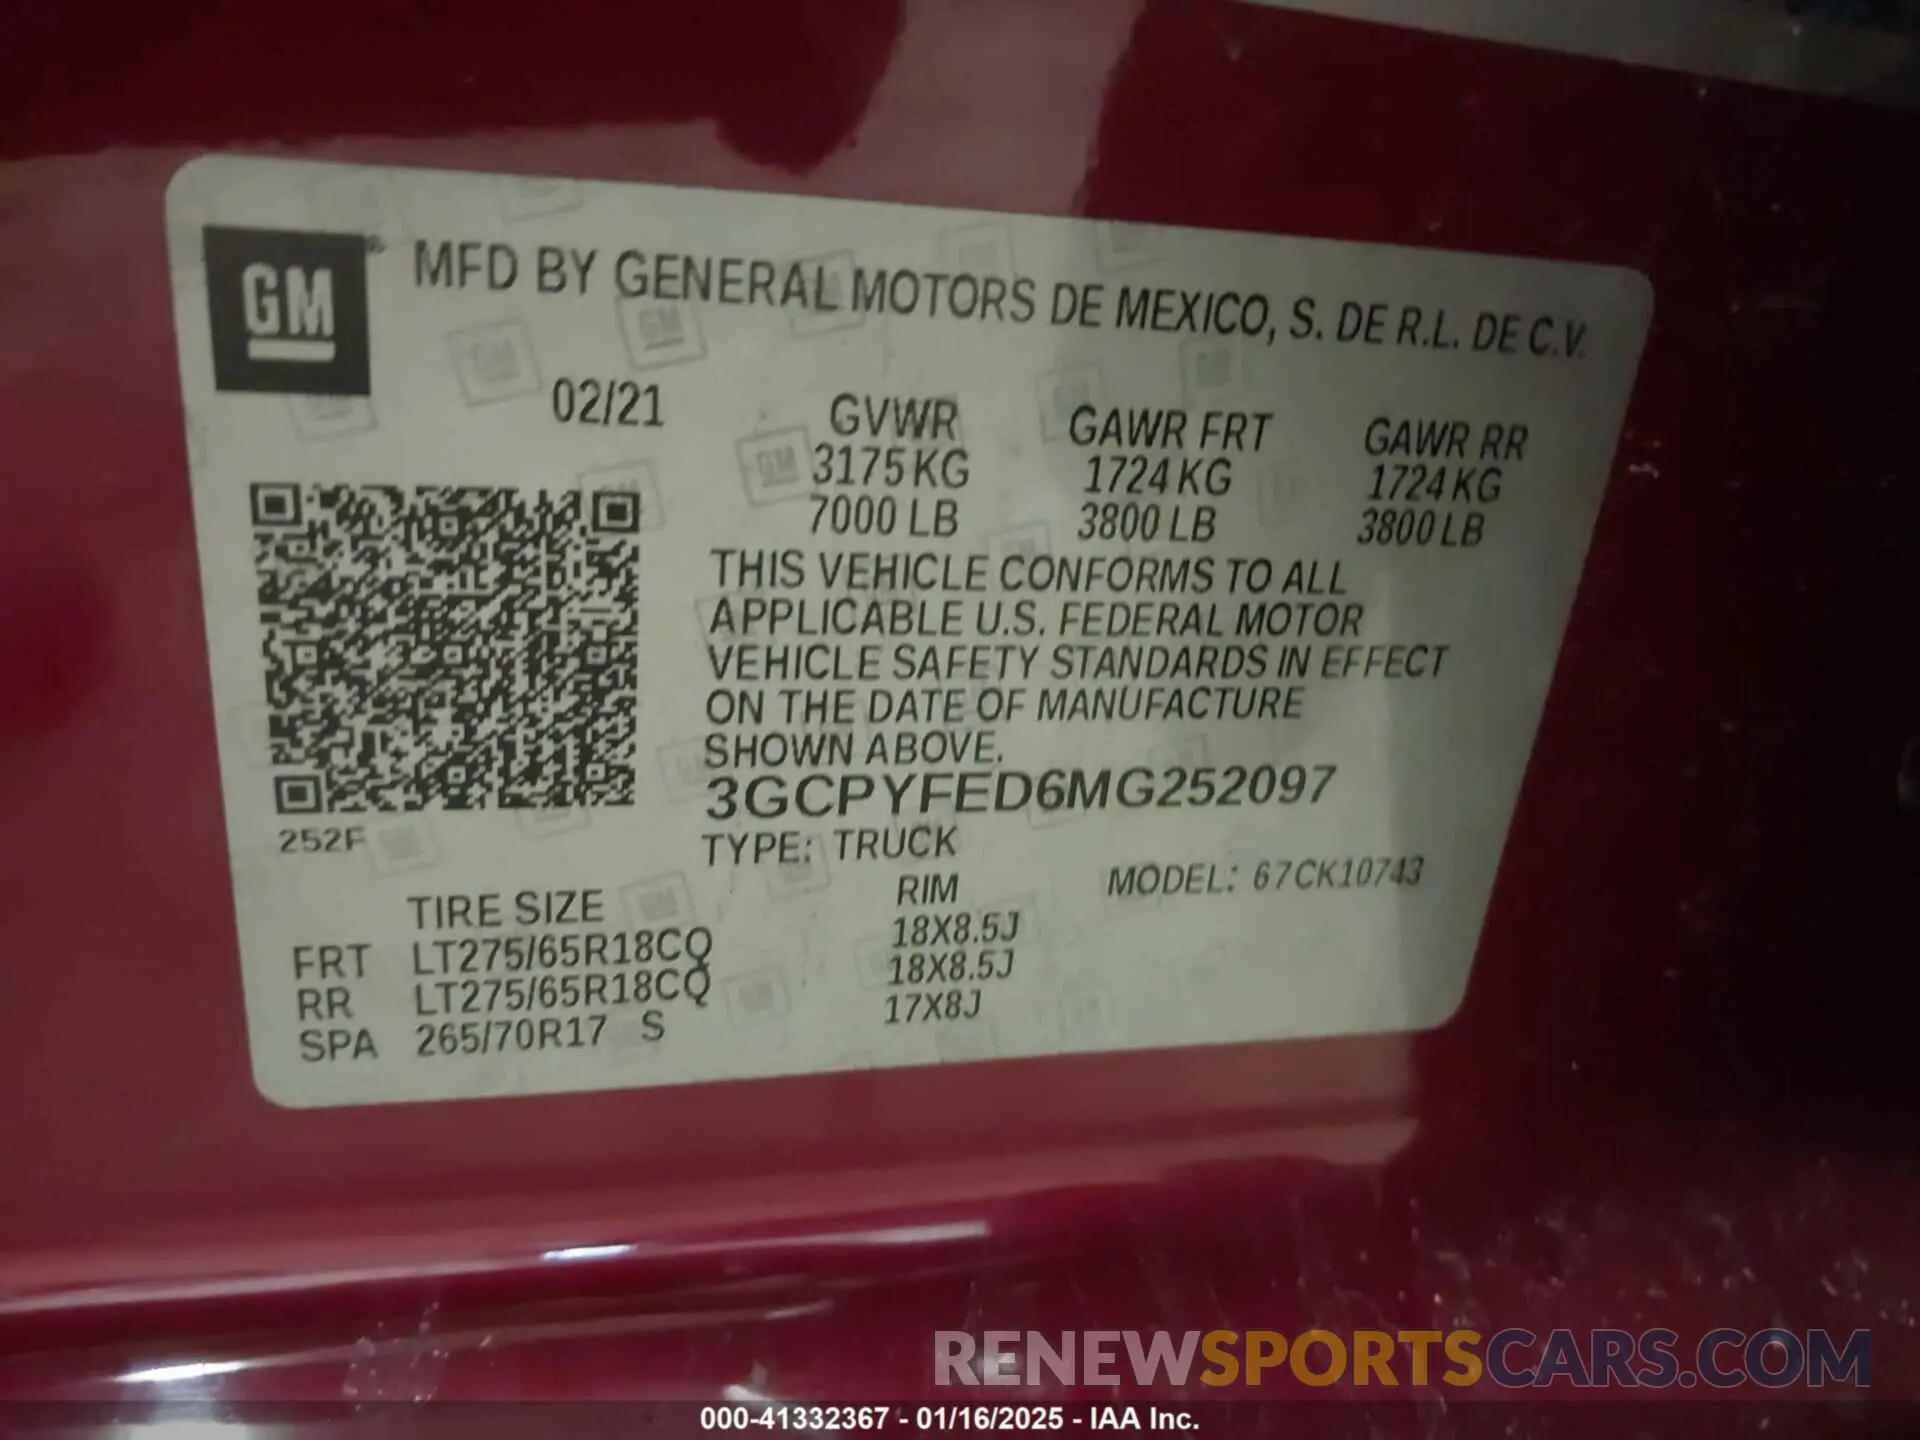 GM® MFD BY GENERAL MOTORS DE MEXICO, S. DE R.L. DE C.V.
02/21 GVWR GAWR FRT GAWR RR
3175 KG 1724 KG 1724 KG
7000 LB 3800 LB 3800 LB
THIS VEHICLE CONFORMS TO ALL
APPLICABLE U.S. FEDERAL MOTOR
VEHICLE SAFETY STANDARDS IN EFFECT
ON THE DATE OF MANUFACTURE
SHOWN ABOVE.
3GCPYFED6MG252097
252F
TYPE: TRUCK
MODEL: 67CK10743
TIRE SIZE RIM
FRT LT275/65R18CQ 18X8.5J
RR LT275/65R18CQ 18X8.5J
SPA 265/70R17 S 17X8J
RENEWSPORTSCARS.COM
000-41332367 - 01/16/2025 - IAA Inc.